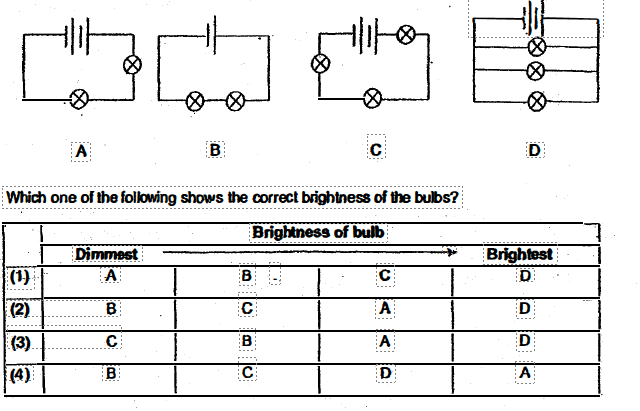 A B C D
Which one of the following shows the correct brightness of the bulbs?
Brightness of bulb
Dimmest Brightest
(1) A B C D
(2) B C A D
(3) C B A D
(4) B C D A